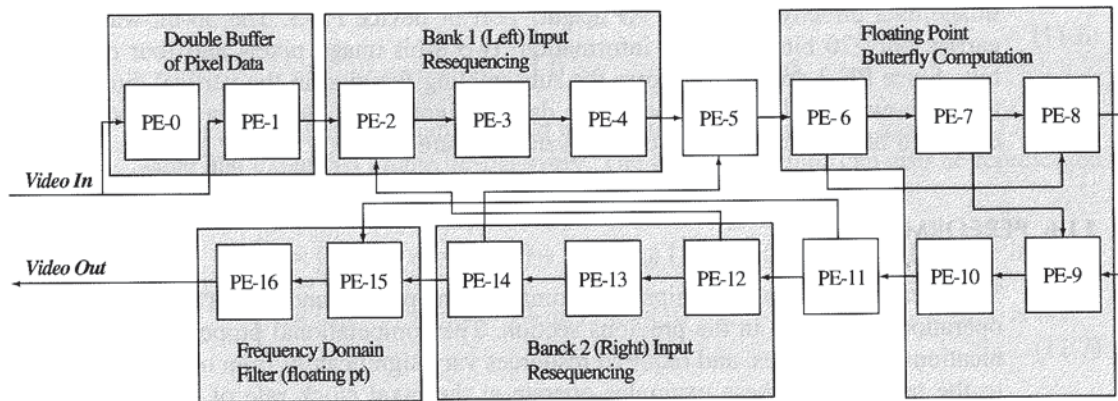 Double Buffer
of Pixel Data
Bank 1 (Left) Input
Resequencing
Floating Point
Butterfly Computation
PE-0
PE-1
PE-2
PE-3
PE-4
PE-5
PE- 6
PE-7
PE-8
Video In
Video Out
PE-16
PE-15
PE-14
PE-13
PE-12
PE-11
PE-10
PE-9
Frequency Domain
Filter (floating pt)
Banck 2 (Right) Input
Resequencing